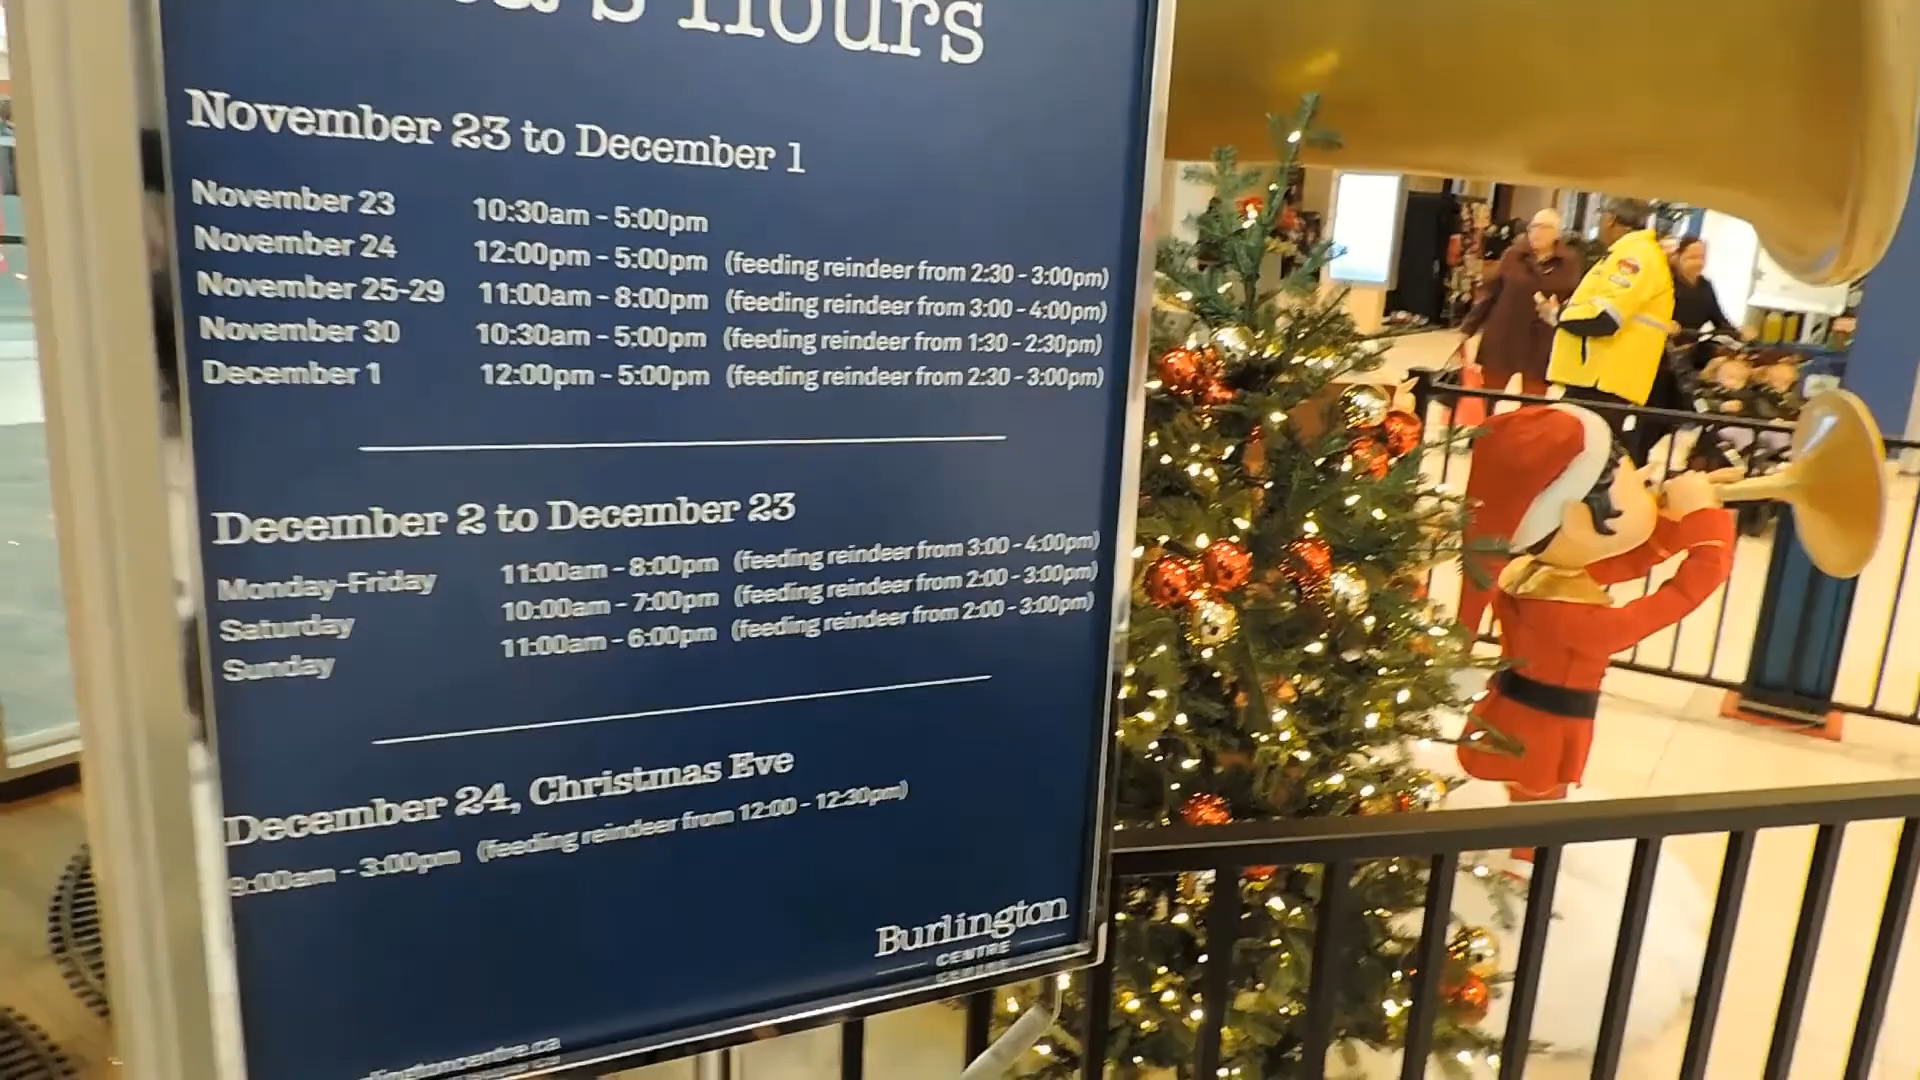 Hours
November 23 to December 1
November 23 10:30am - 5:00pm
November 24 12:00pm - 5:00pm (feeding reindeer from 2:30 - 3:00pm)
November 25-29 11:00am - 8:00pm (feeding reindeer from 3:00 - 4:00pm)
November 30 10:30am - 5:00pm (feeding reindeer from 1:30 - 2:30pm)
December 1 12:00pm - 5:00pm (feeding reindeer from 2:30 - 3:00pm)
December 2 to December 23
Monday-Friday 11:00am - 8:00pm (feeding reindeer from 3:00 - 4:00pm)
Saturday 10:00am - 7:00pm (feeding reindeer from 2:00 - 3:00pm)
Sunday 11:00am - 6:00pm (feeding reindeer from 2:00 - 3:00pm)
December 24, Christmas Eve
9:00am - 3:00pm (feeding reindeer from 12:00 - 12:30pm)
Burlington
CENTRE